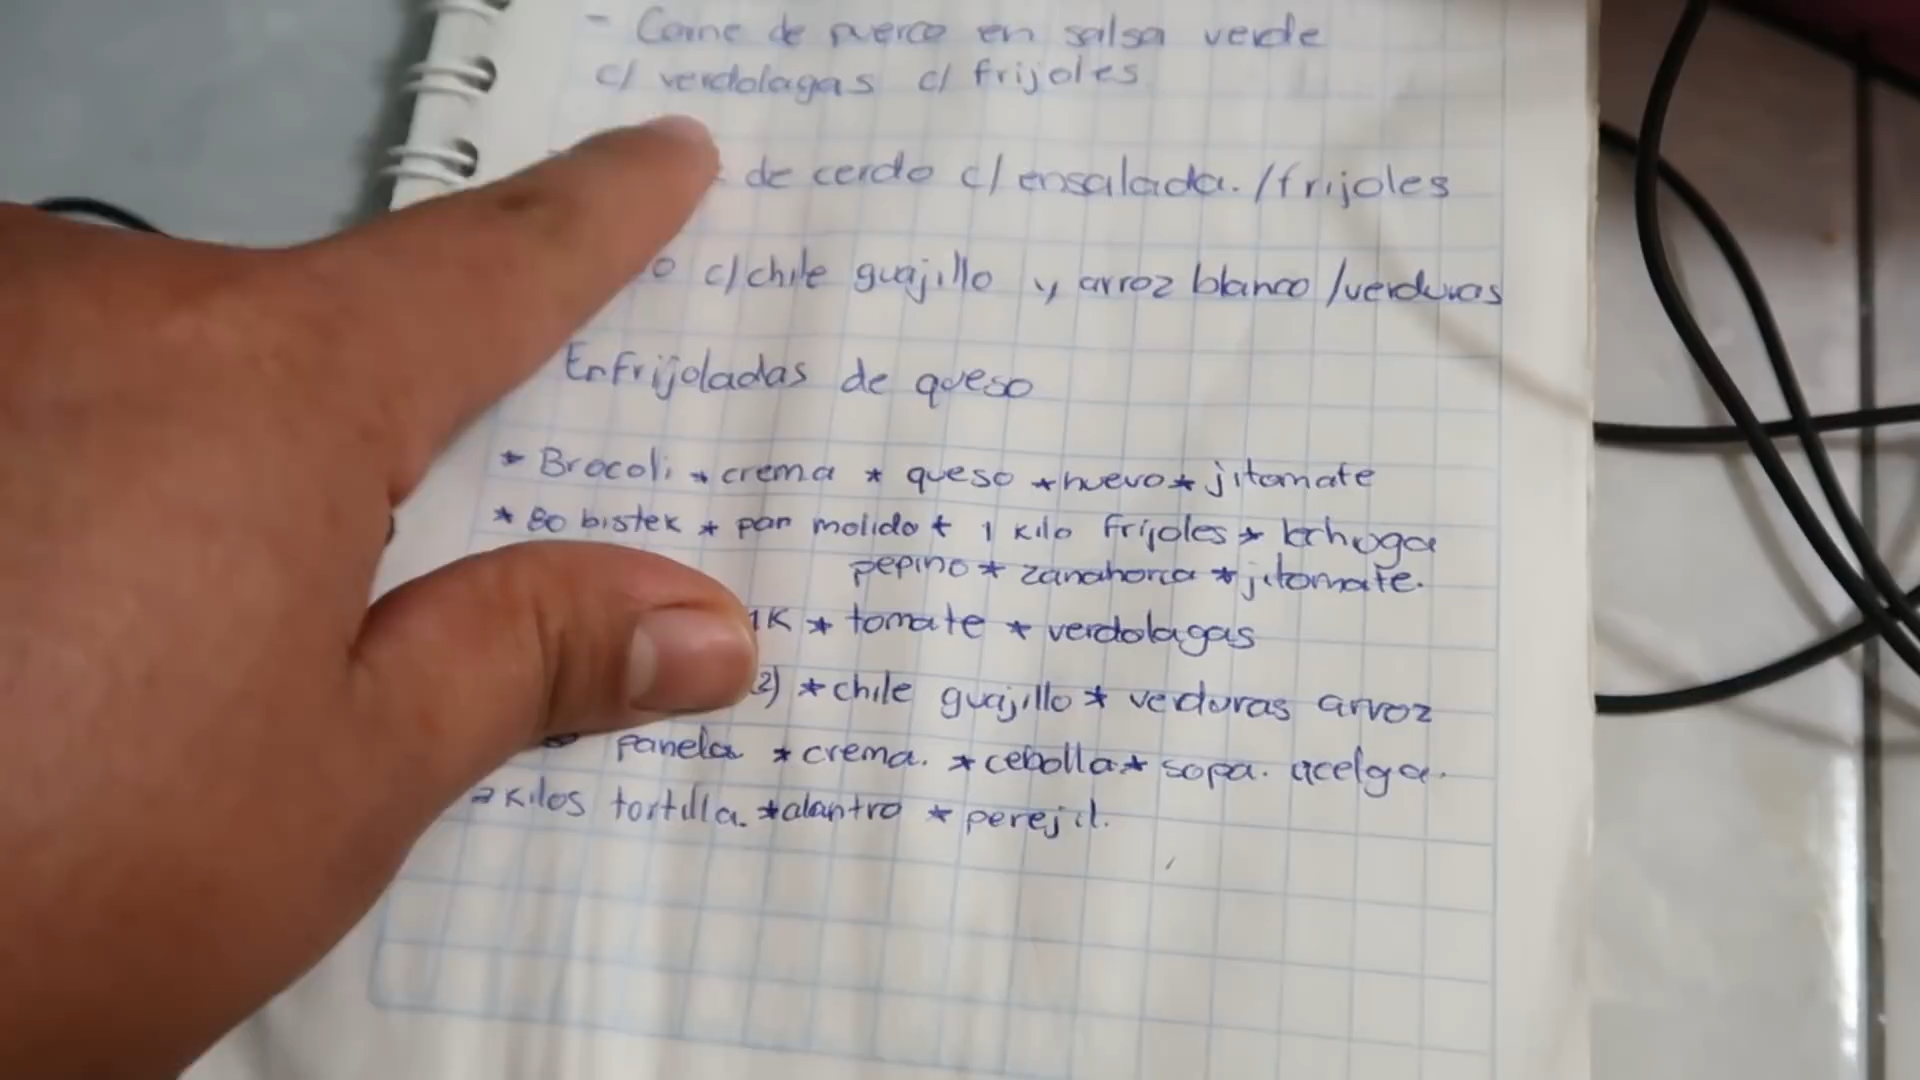 - Carne de puerco en salsa verde
c/ verdolagas c/ frijoles
de cerdo c/ ensalada. /frijoles
c/chile guajillo y arroz blanco /verduras
Enfrijoladas de queso
* Brocoli * crema * queso * huevo * jitomate
* 80 bistek * pan molido * 1 kilo frijoles * lechuga
pepino * zanahoria * jitomate.
1K * tomate * verdolagas
2) * chile guajillo * verduras arroz
panela * crema. * cebolla * sopa. acelga.
2 kilos tortilla. * cilantro * perejil.